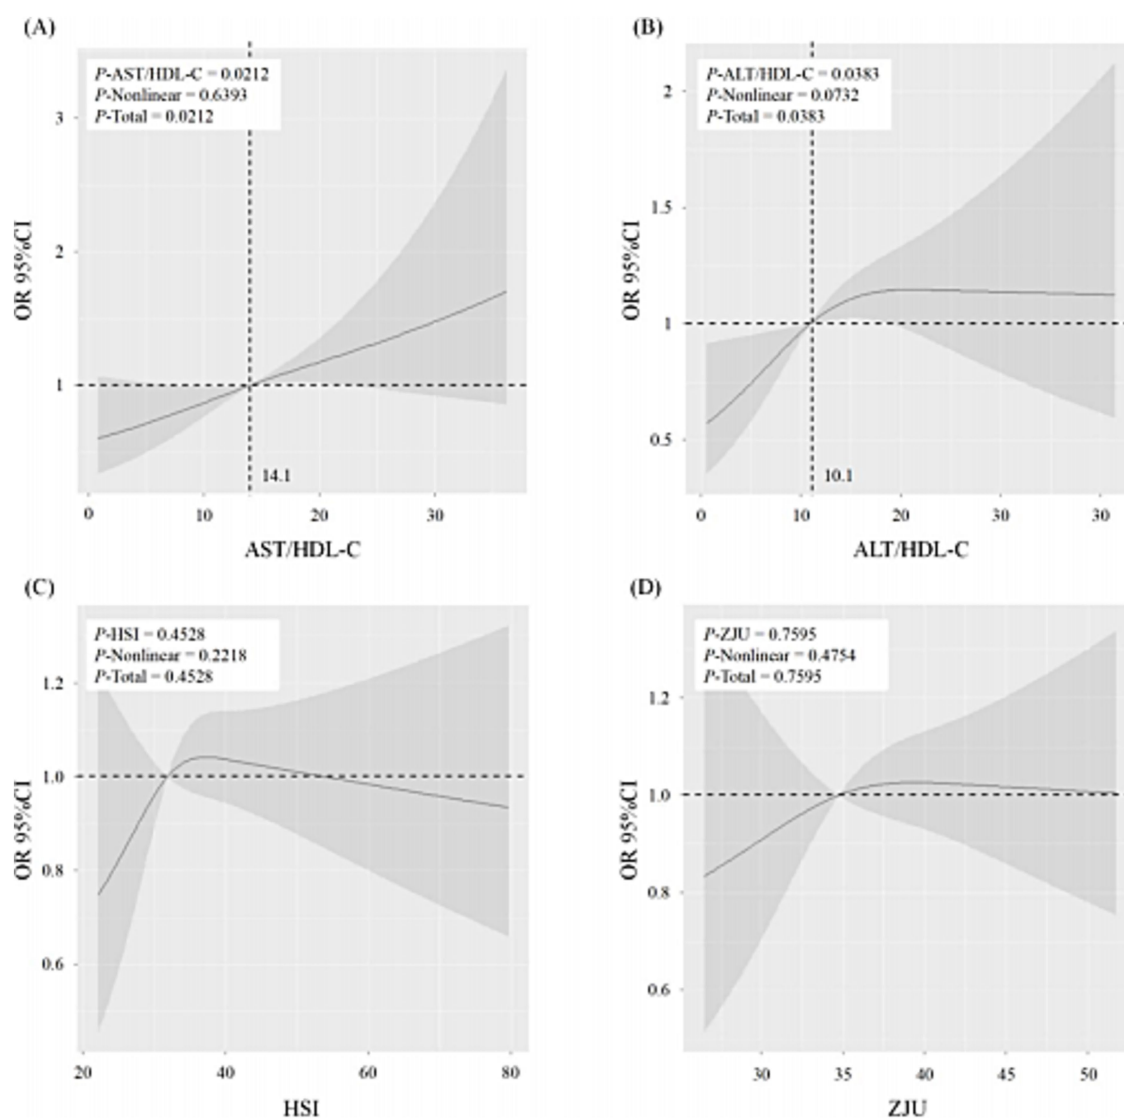 (A)
P-AST/HDL-C = 0.0212
P-Nonlinear = 0.6393
P-Total = 0.0212
3
2
1
OR 95%CI
14.1
0 10 20 30
AST/HDL-C
(B)
P-ALT/HDL-C = 0.0383
P-Nonlinear = 0.0732
P-Total = 0.0383
2
1.5
1
0.5
OR 95%CI
10.1
0 10 20 30 30
ALT/HDL-C
(C)
P-HSI = 0.4528
P-Nonlinear = 0.2218
P-Total = 0.4528
1.2
1.0
0.8
0.6
OR 95%CI
20 40 60 80
HSI
(D)
P-ZJU = 0.7595
P-Nonlinear = 0.4754
P-Total = 0.7595
1.2
1.0
0.8
0.6
OR 95%CI
30 35 40 45 50
ZJU